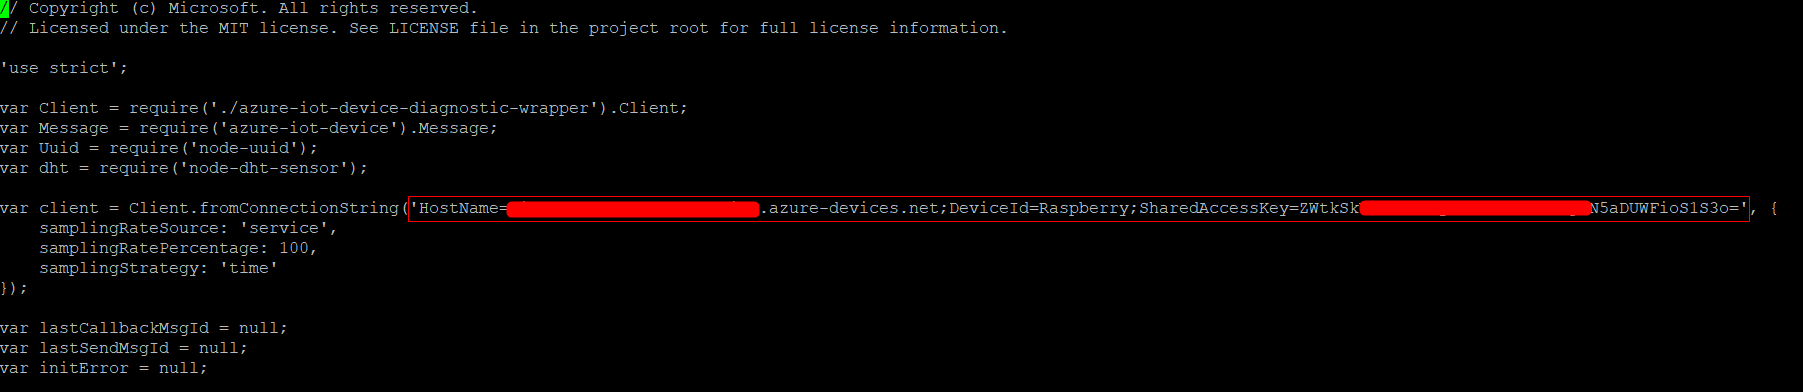 // Copyright (c) Microsoft. All rights reserved.
// Licensed under the MIT license. See LICENSE file in the project root for full license information.
'use strict';
var Client = require('./azure-iot-device-diagnostic-wrapper').Client;
var Message = require('azure-iot-device').Message;
var Uuid = require('node-uuid');
var dht = require('node-dht-sensor');
var client = Client.fromConnectionString('HostName= .azure-devices.net;DeviceId=Raspberry;SharedAccessKey=ZWtkSk N5aDUWFioS1S3o=', {
    samplingRateSource: 'service',
    samplingRatePercentage: 100,
    samplingStrategy: 'time'
});
var lastCallbackMsgId = null;
var lastSendMsgId = null;
var initError = null;